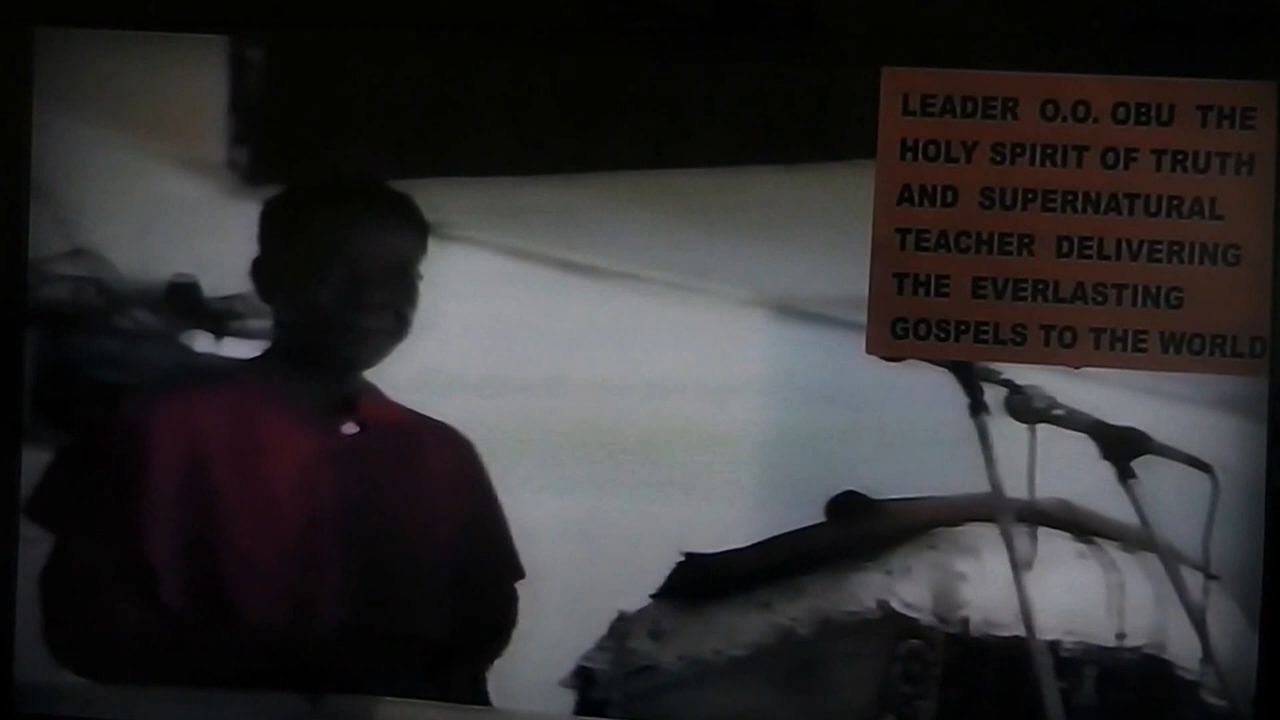 LEADER O.O. OBU THE
HOLY SPIRIT OF TRUTH
AND SUPERNATURAL
TEACHER DELIVERING
THE EVERLASTING
GOSPELS TO THE WORLD